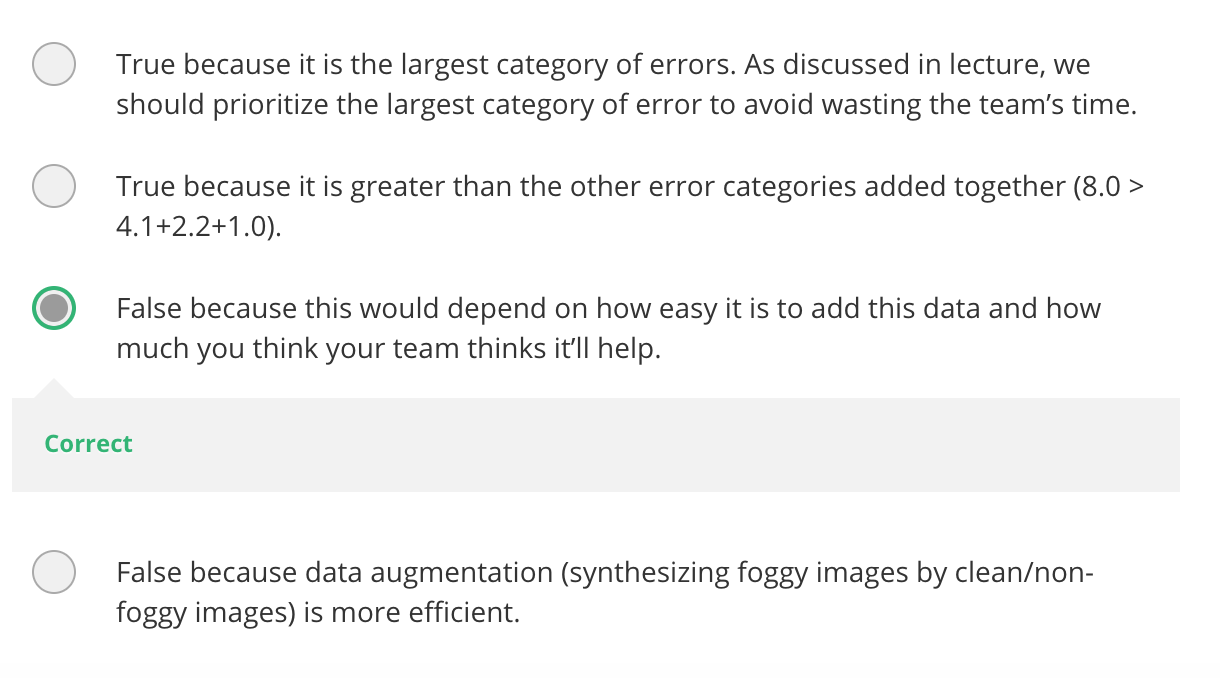 True because it is the largest category of errors. As discussed in lecture, we
should prioritize the largest category of error to avoid wasting the team’s time.
True because it is greater than the other error categories added together (8.0 >
4.1+2.2+1.0).
False because this would depend on how easy it is to add this data and how
much you think your team thinks it’ll help.
Correct
False because data augmentation (synthesizing foggy images by clean/non-
foggy images) is more efficient.